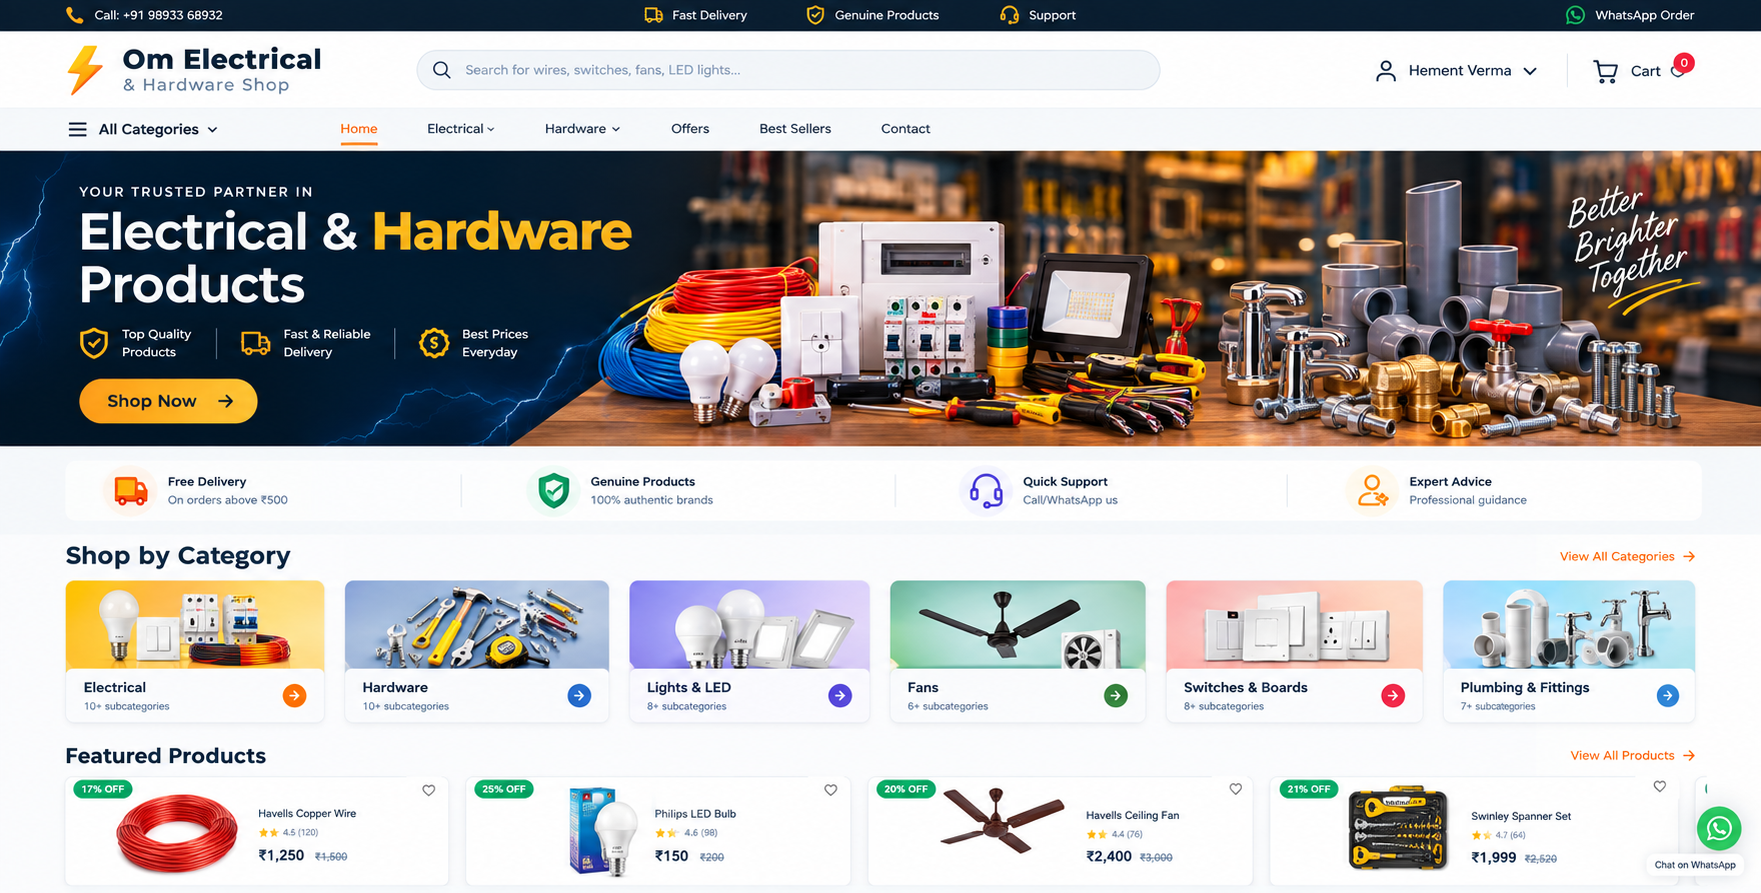 Call: +91 98933 68932
Fast Delivery
Genuine Products
Support
WhatsApp Order
Om Electrical
& Hardware Shop
Search for wires, switches, fans, LED lights...
Hement Verma
Cart
0
All Categories
Home
Electrical
Hardware
Offers
Best Sellers
Contact
YOUR TRUSTED PARTNER IN
Electrical & Hardware
Products
Better
Brighter
Together
Top Quality
Products
Fast & Reliable
Delivery
Best Prices
Everyday
Shop Now
Free Delivery
On orders above ₹500
Genuine Products
100% authentic brands
Quick Support
Call/WhatsApp us
Expert Advice
Professional guidance
Shop by Category
View All Categories
Electrical
10+ subcategories
Hardware
10+ subcategories
Lights & LED
8+ subcategories
Fans
6+ subcategories
Switches & Boards
8+ subcategories
Plumbing & Fittings
7+ subcategories
Featured Products
View All Products
17% OFF
Havells Copper Wire
4.5 (120)
₹1,250 ₹1,500
25% OFF
Philips LED Bulb
4.6 (98)
₹150 ₹200
20% OFF
Havells Ceiling Fan
4.4 (76)
₹2,400 ₹3,000
21% OFF
Swinley Spanner Set
4.7 (64)
₹1,999 ₹2,520
Chat on WhatsApp